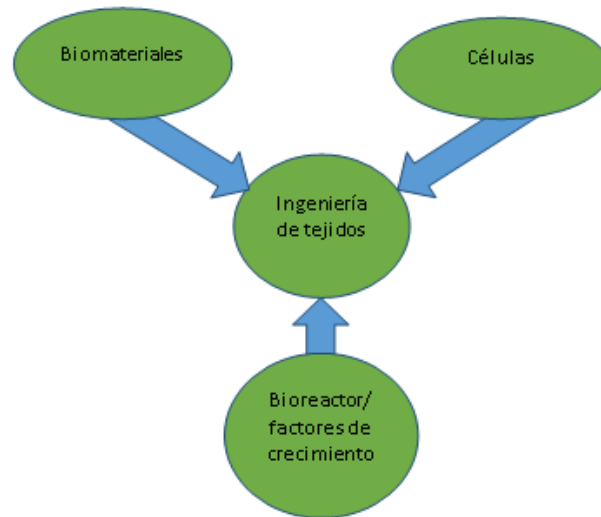 Biomateriales
Células
Ingeniería
de tejidos
Bioreactor/
factores de
crecimiento